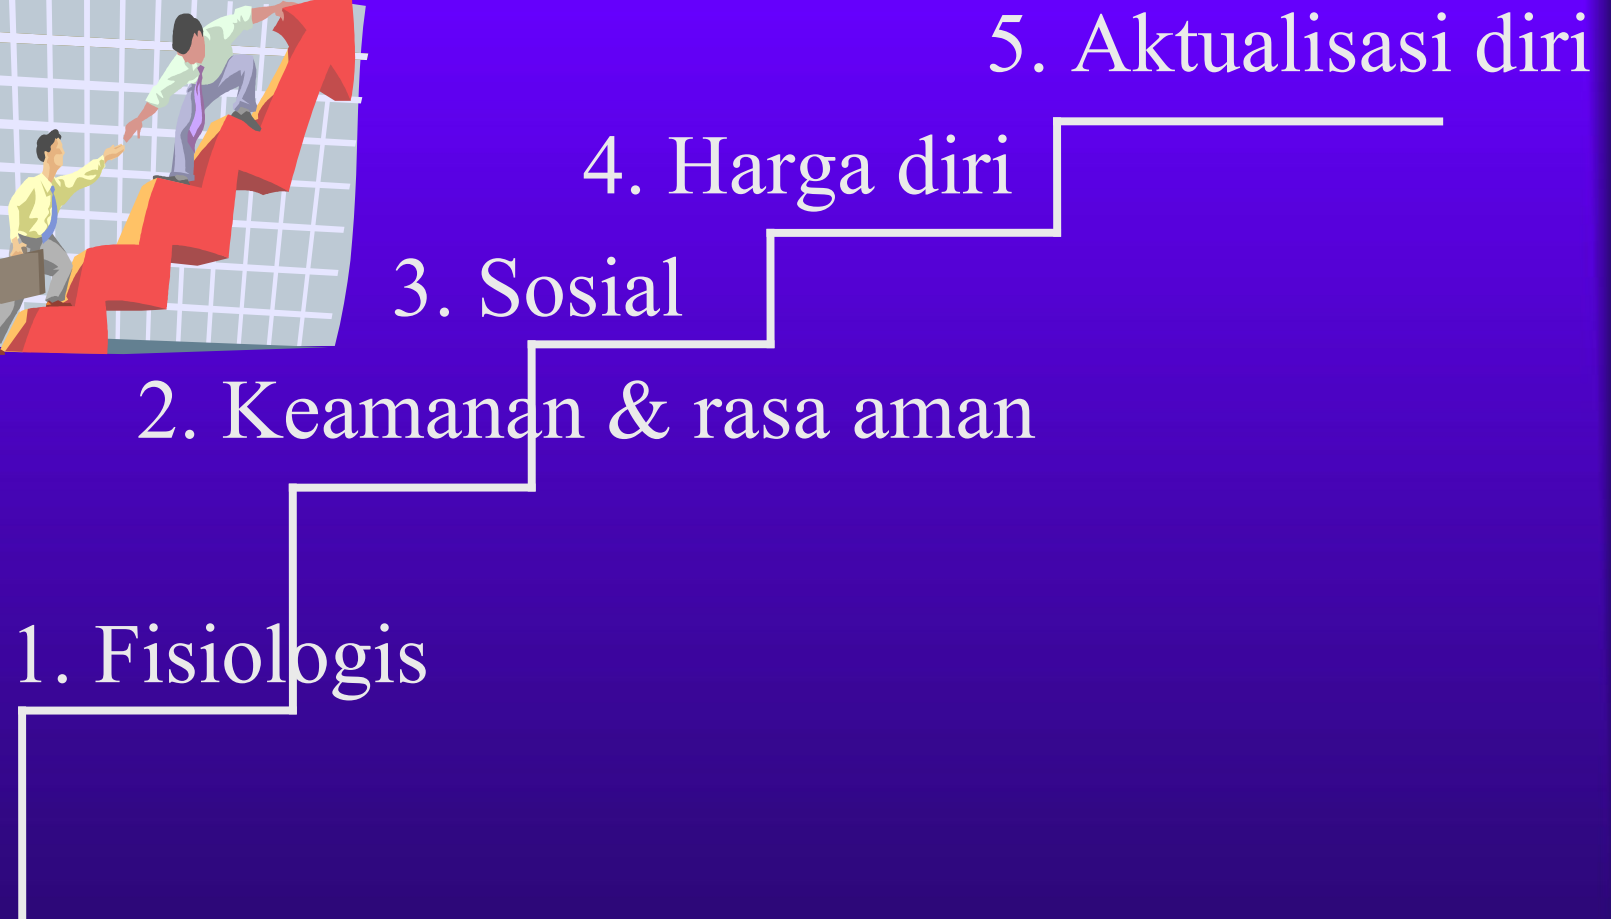 5. Aktualisasi diri
4. Harga diri
3. Sosial
2. Keamanan & rasa aman
1. Fisiologis